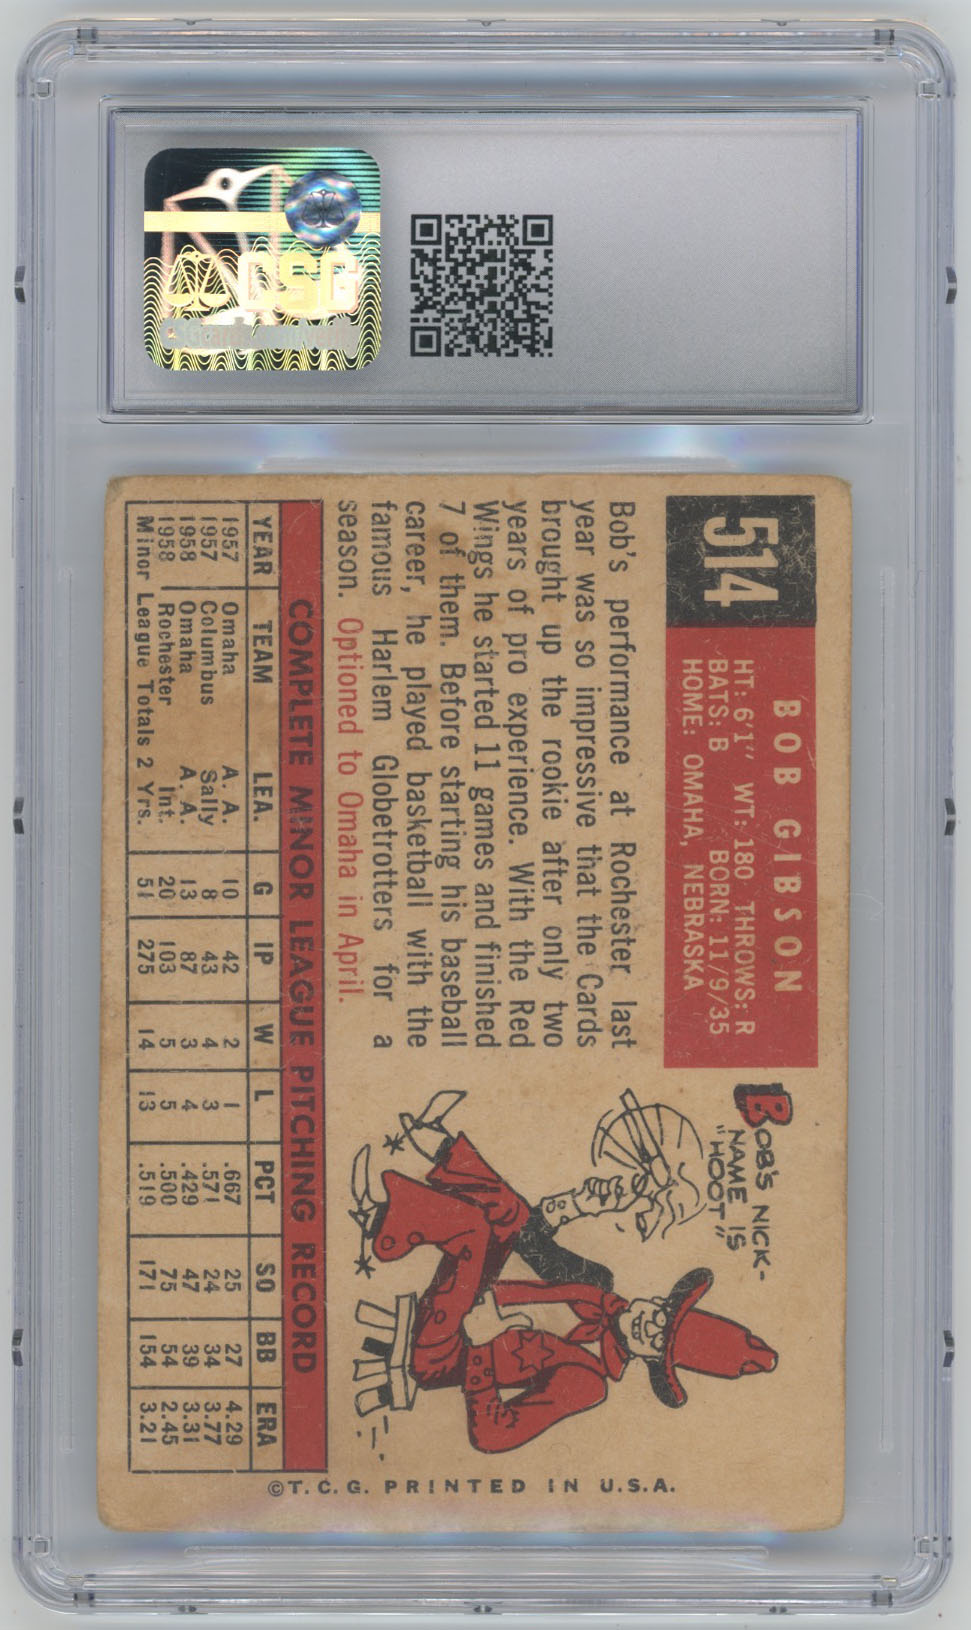 CSG
CSGcards.com/verify
514
BOB GIBSON
HT: 6'1" WT: 180 THROWS: R
BATS: B BORN: 11/9/35
HOME: OMAHA, NEBRASKA
Bob's performance at Rochester last
year was so impressive that the Cards
brought up the rookie after only two
years of pro experience. With the Red
Wings he started 11 games and finished
7 of them. Before starting his baseball
career, he played basketball with the
famous Harlem Globetrotters for a
season. Optioned to Omaha in April.
BOB'S NICK-
NAME IS
"HOOT"
COMPLETE MINOR LEAGUE PITCHING RECORD
YEAR TEAM LEA. G IP W L PCT SO BB ERA
1957 Omaha A. A. 10 42 2 1 .667 25 27 4.29
1957 Columbus Sally 8 43 4 3 .571 24 34 3.77
1958 Omaha A. A. 13 87 3 4 .429 47 39 3.31
1958 Rochester Int. 20 103 5 5 .500 75 54 2.45
Minor League Totals 2 Yrs. 51 275 14 13 .519 171 154 3.21
©T.C.G. PRINTED IN U.S.A.